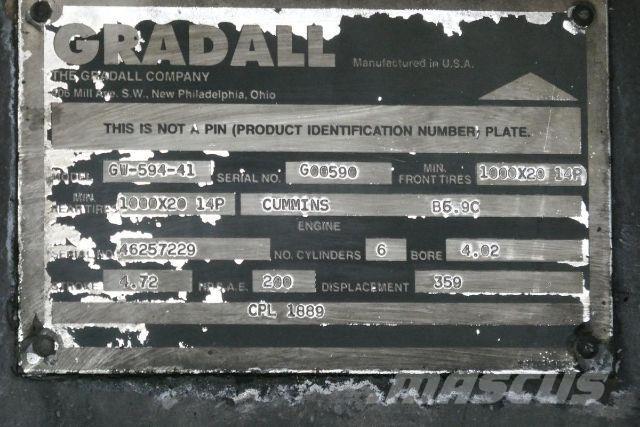 GRADALL Manufactured in U.S.A.
THE GRADALL COMPANY
406 Mill Ave. S.W., New Philadelphia, Ohio
THIS IS NOT A PIN (PRODUCT IDENTIFICATION NUMBER) PLATE.
MODEL GW-594-41 SERIAL NO. G00590 MIN. FRONT TIRES 1000X20 14P
MIN. REAR TIRES 1000X20 14P CUMMINS B6.9C
ENGINE
SERIAL NO. 46257229 NO. CYLINDERS 6 BORE 4.02
STROKE 4.72 HP S.A.E. 200 DISPLACEMENT 359
CPL 1889
MASCUS